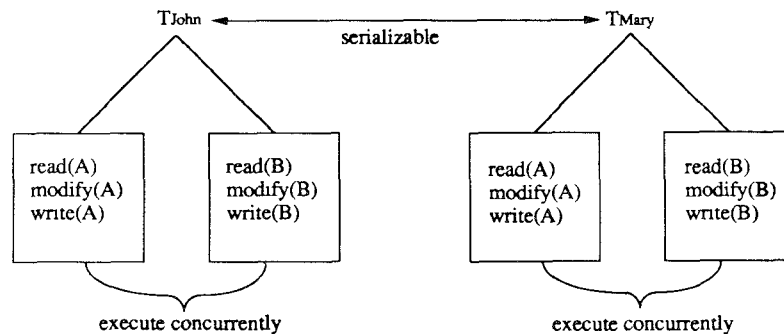 TJohn
serializable
TMary
read(A)
modify(A)
write(A)
read(B)
modify(B)
write(B)
read(A)
modify(A)
write(A)
read(B)
modify(B)
write(B)
execute concurrently
execute concurrently